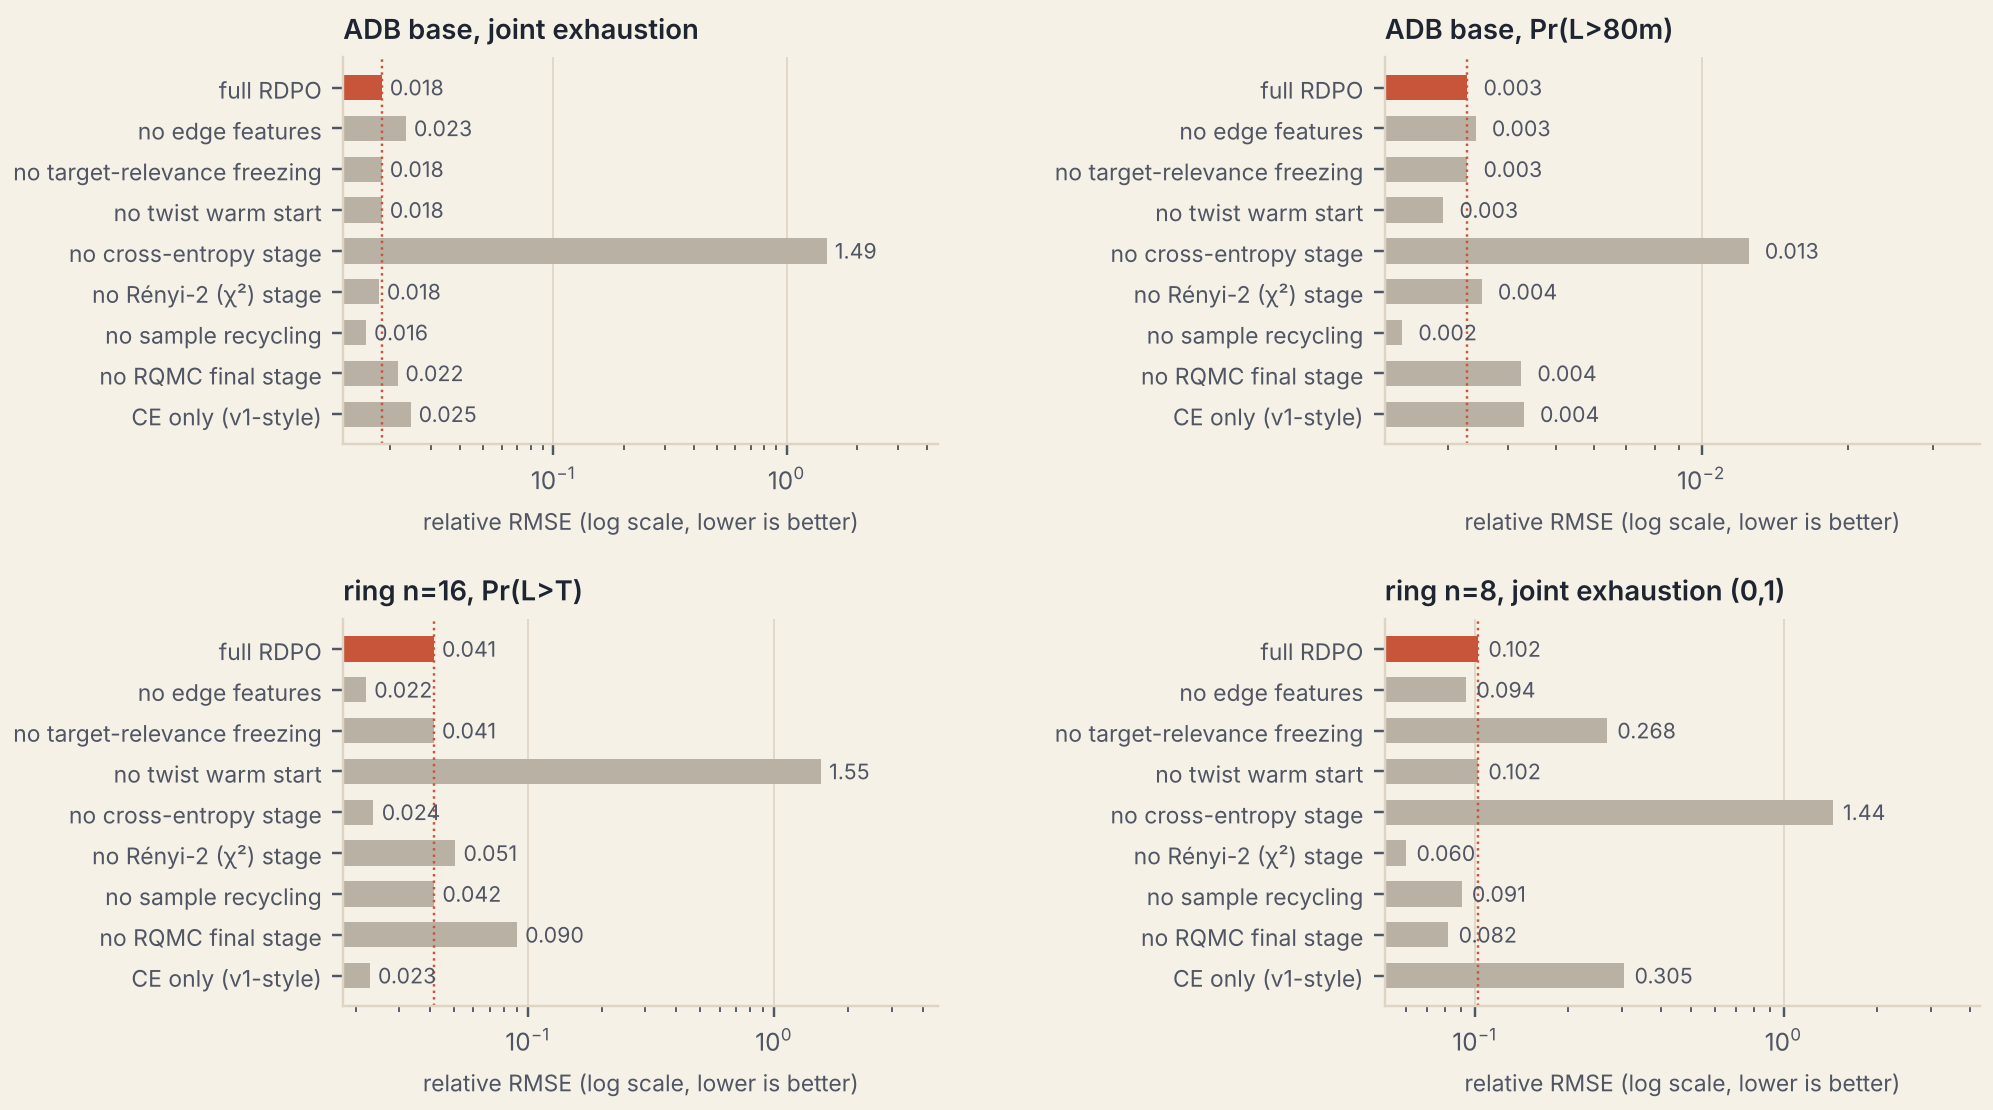 ADB base, joint exhaustion
full RDPO 0.018
no edge features 0.023
no target-relevance freezing 0.018
no twist warm start 0.018
no cross-entropy stage 1.49
no Rényi-2 (χ²) stage 0.018
no sample recycling 0.016
no RQMC final stage 0.022
CE only (v1-style) 0.025
10⁻¹ 10⁰
relative RMSE (log scale, lower is better)
ADB base, Pr(L>80m)
full RDPO 0.003
no edge features 0.003
no target-relevance freezing 0.003
no twist warm start 0.003
no cross-entropy stage 0.013
no Rényi-2 (χ²) stage 0.004
no sample recycling 0.002
no RQMC final stage 0.004
CE only (v1-style) 0.004
10⁻²
relative RMSE (log scale, lower is better)
ring n=16, Pr(L>T)
full RDPO 0.041
no edge features 0.022
no target-relevance freezing 0.041
no twist warm start 1.55
no cross-entropy stage 0.024
no Rényi-2 (χ²) stage 0.051
no sample recycling 0.042
no RQMC final stage 0.090
CE only (v1-style) 0.023
10⁻¹ 10⁰
relative RMSE (log scale, lower is better)
ring n=8, joint exhaustion (0,1)
full RDPO 0.102
no edge features 0.094
no target-relevance freezing 0.268
no twist warm start 0.102
no cross-entropy stage 1.44
no Rényi-2 (χ²) stage 0.060
no sample recycling 0.091
no RQMC final stage 0.082
CE only (v1-style) 0.305
10⁻¹ 10⁰
relative RMSE (log scale, lower is better)